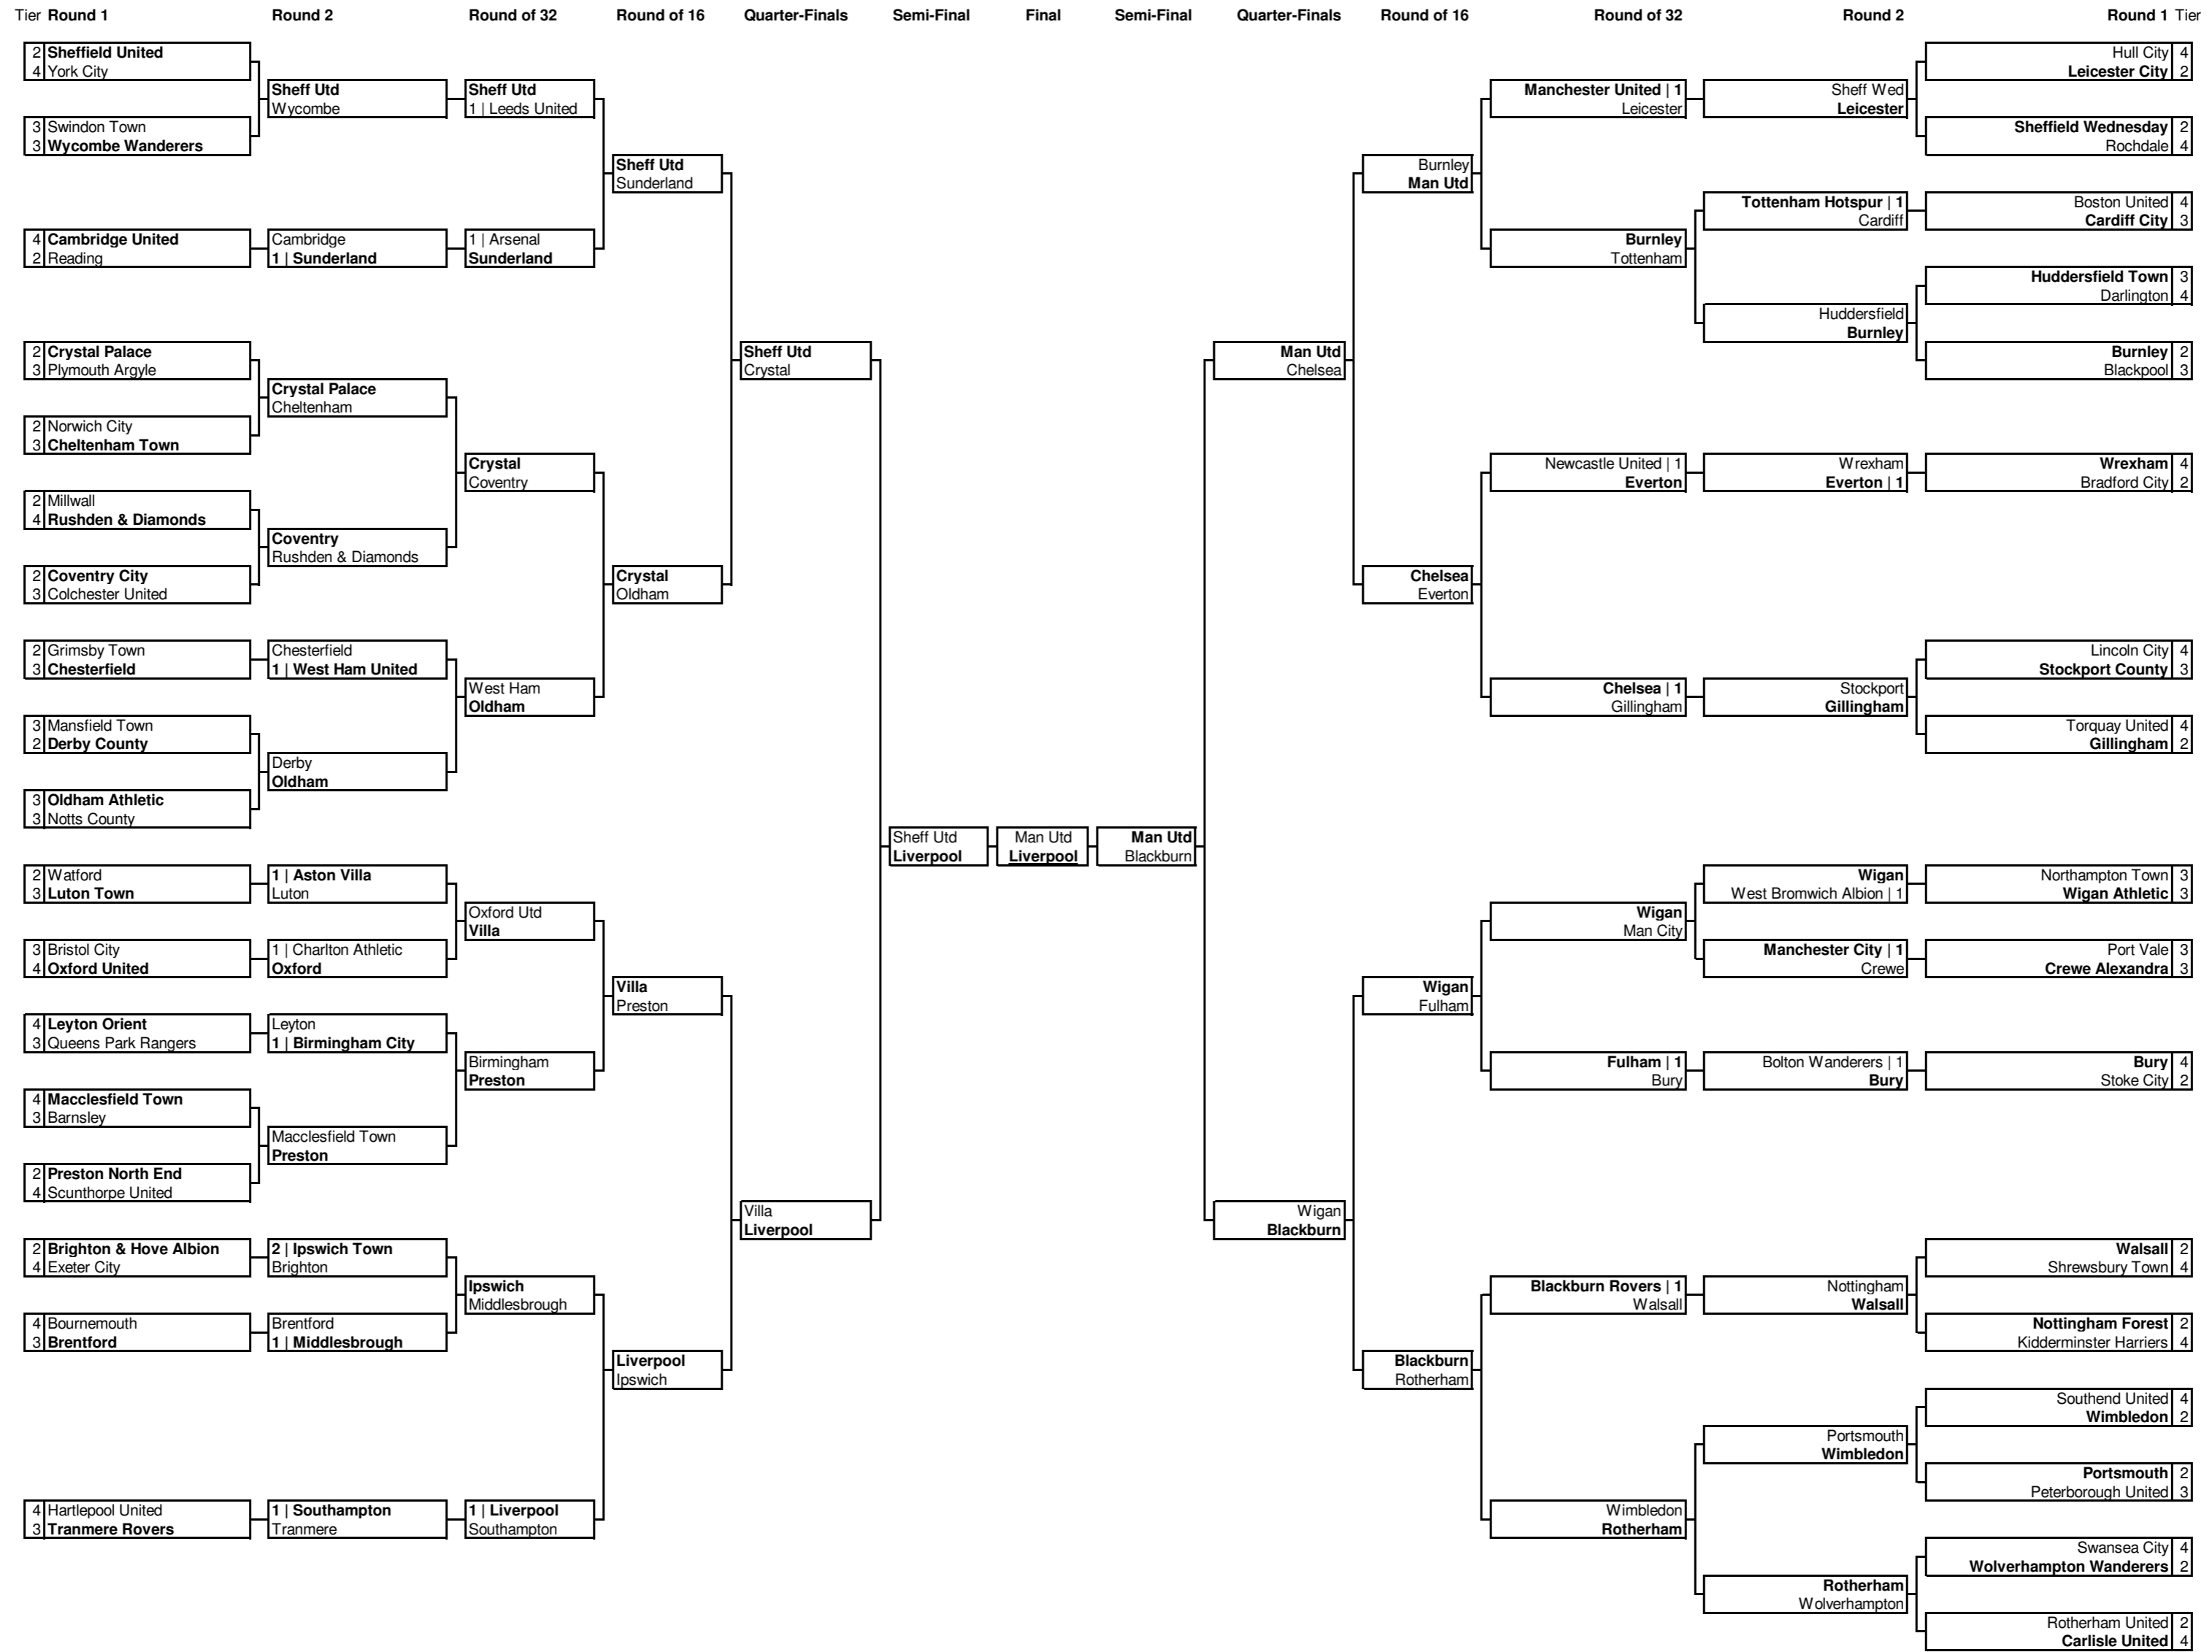 Tier Round 1 Round 2 Round of 32 Round of 16 Quarter-Finals Semi-Final Final Semi-Final Quarter-Finals Round of 16 Round of 32 Round 2 Round 1 Tier
2 Sheffield United
4 York City
3 Swindon Town
3 Wycombe Wanderers
4 Cambridge United
2 Reading
2 Crystal Palace
3 Plymouth Argyle
2 Norwich City
3 Cheltenham Town
2 Millwall
4 Rushden & Diamonds
2 Coventry City
3 Colchester United
2 Grimsby Town
3 Chesterfield
3 Mansfield Town
2 Derby County
3 Oldham Athletic
3 Notts County
2 Watford
3 Luton Town
3 Bristol City
4 Oxford United
4 Leyton Orient
3 Queens Park Rangers
4 Macclesfield Town
3 Barnsley
2 Preston North End
4 Scunthorpe United
2 Brighton & Hove Albion
4 Exeter City
4 Bournemouth
3 Brentford
4 Hartlepool United
3 Tranmere Rovers
Sheff Utd
Wycombe
Cambridge
1 | Sunderland
Crystal Palace
Cheltenham
Coventry
Rushden & Diamonds
Chesterfield
1 | West Ham United
Derby
Oldham
1 | Aston Villa
Luton
1 | Charlton Athletic
Oxford
Leyton
1 | Birmingham City
Macclesfield Town
Preston
2 | Ipswich Town
Brighton
Brentford
1 | Middlesbrough
1 | Southampton
Tranmere
Sheff Utd
1 | Leeds United
1 | Arsenal
Sunderland
Crystal
Coventry
West Ham
Oldham
Oxford Utd
Villa
Birmingham
Preston
Ipswich
Middlesbrough
1 | Liverpool
Southampton
Sheff Utd
Sunderland
Crystal
Oldham
Villa
Preston
Liverpool
Ipswich
Sheff Utd
Crystal
Villa
Liverpool
Sheff Utd
Liverpool
Man Utd
Liverpool
Man Utd
Blackburn
Man Utd
Chelsea
Wigan
Blackburn
Burnley
Man Utd
Chelsea
Everton
Wigan
Fulham
Blackburn
Rotherham
Manchester United | 1
Leicester
Burnley
Tottenham
Newcastle United | 1
Everton
Chelsea | 1
Gillingham
Wigan
Man City
Fulham | 1
Bury
Blackburn Rovers | 1
Walsall
Wimbledon
Rotherham
Sheff Wed
Leicester
Tottenham Hotspur | 1
Cardiff
Huddersfield
Burnley
Wrexham
Everton | 1
Stockport
Gillingham
Wigan
West Bromwich Albion | 1
Manchester City | 1
Crewe
Bolton Wanderers | 1
Bury
Nottingham
Walsall
Portsmouth
Wimbledon
Rotherham
Wolverhampton
Hull City 4
Leicester City 2
Sheffield Wednesday 2
Rochdale 4
Boston United 4
Cardiff City 3
Huddersfield Town 3
Darlington 4
Burnley 2
Blackpool 3
Wrexham 4
Bradford City 2
Lincoln City 4
Stockport County 3
Torquay United 4
Gillingham 2
Northampton Town 3
Wigan Athletic 3
Port Vale 3
Crewe Alexandra 3
Bury 4
Stoke City 2
Walsall 2
Shrewsbury Town 4
Nottingham Forest 2
Kidderminster Harriers 4
Southend United 4
Wimbledon 2
Portsmouth 2
Peterborough United 3
Swansea City 4
Wolverhampton Wanderers 2
Rotherham United 2
Carlisle United 4